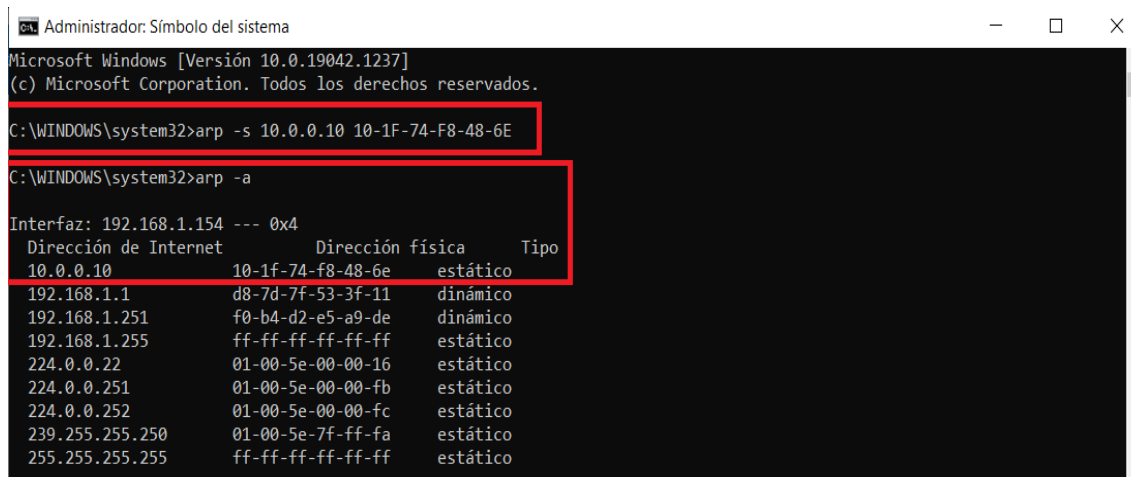 Administrador: Símbolo del sistema
Microsoft Windows [Versión 10.0.19042.1237]
(c) Microsoft Corporation. Todos los derechos reservados.
C:\WINDOWS\system32>arp -s 10.0.0.10 10-1F-74-F8-48-6E
C:\WINDOWS\system32>arp -a
Interfaz: 192.168.1.154 --- 0x4
Dirección de Internet Dirección física Tipo
10.0.0.10 10-1f-74-f8-48-6e estático
192.168.1.1 d8-7d-7f-53-3f-11 dinámico
192.168.1.251 f0-b4-d2-e5-a9-de dinámico
192.168.1.255 ff-ff-ff-ff-ff-ff estático
224.0.0.22 01-00-5e-00-00-16 estático
224.0.0.251 01-00-5e-00-00-fb estático
224.0.0.252 01-00-5e-00-00-fc estático
239.255.255.250 01-00-5e-7f-ff-fa estático
255.255.255.255 ff-ff-ff-ff-ff-ff estático